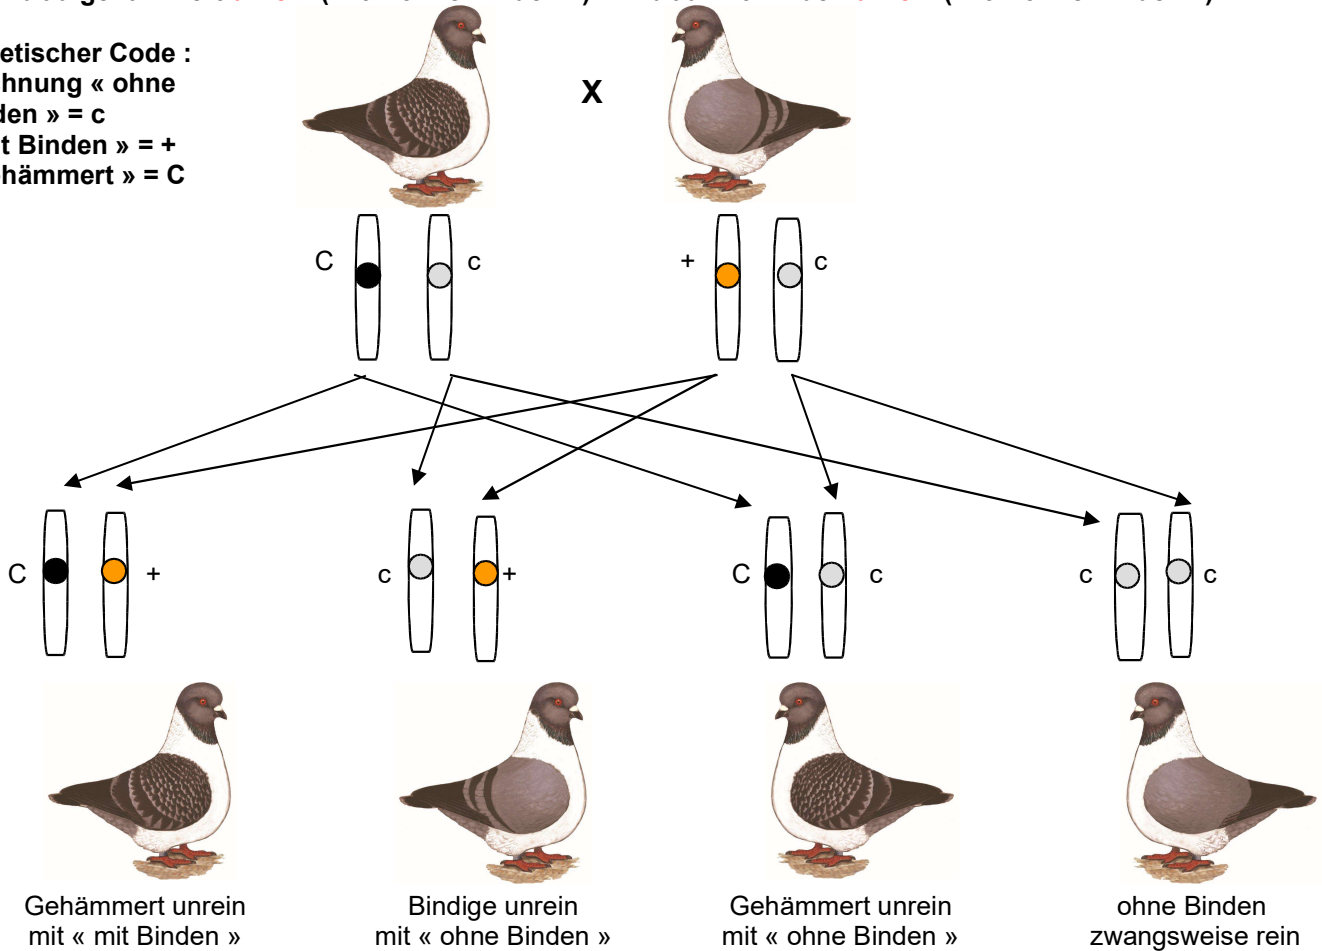 etischer Code :
chnung « ohne
den » = c
t Binden » = +
hämmert » = C
X
C c + c
C + c + C c c c
Gehämmert unrein
mit « mit Binden »
Bindige unrein
mit « ohne Binden »
Gehämmert unrein
mit « ohne Binden »
ohne Binden
zwangsweise rein